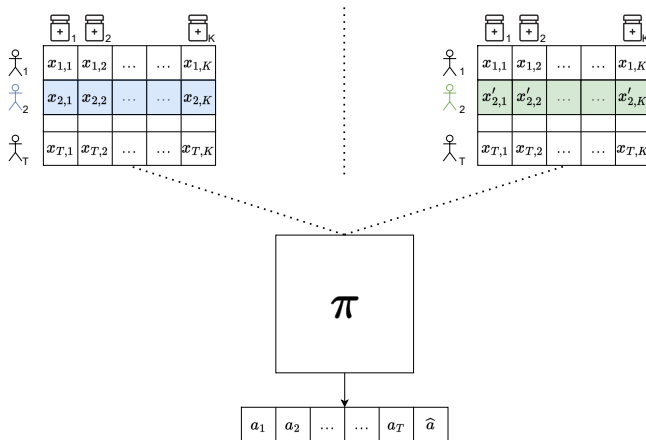 1 2 K 1 2 K
1 x_{1,1} x_{1,2} ... ... x_{1,K} 1 x_{1,1} x_{1,2} ... ... x_{1,K}
2 x_{2,1} x_{2,2} ... ... x_{2,K} 2 x'_{2,1} x'_{2,2} ... ... x'_{2,K}
T x_{T,1} x_{T,2} ... ... x_{T,K} T x_{T,1} x_{T,2} ... ... x_{T,K}
π
a_1 a_2 ... ... a_T â